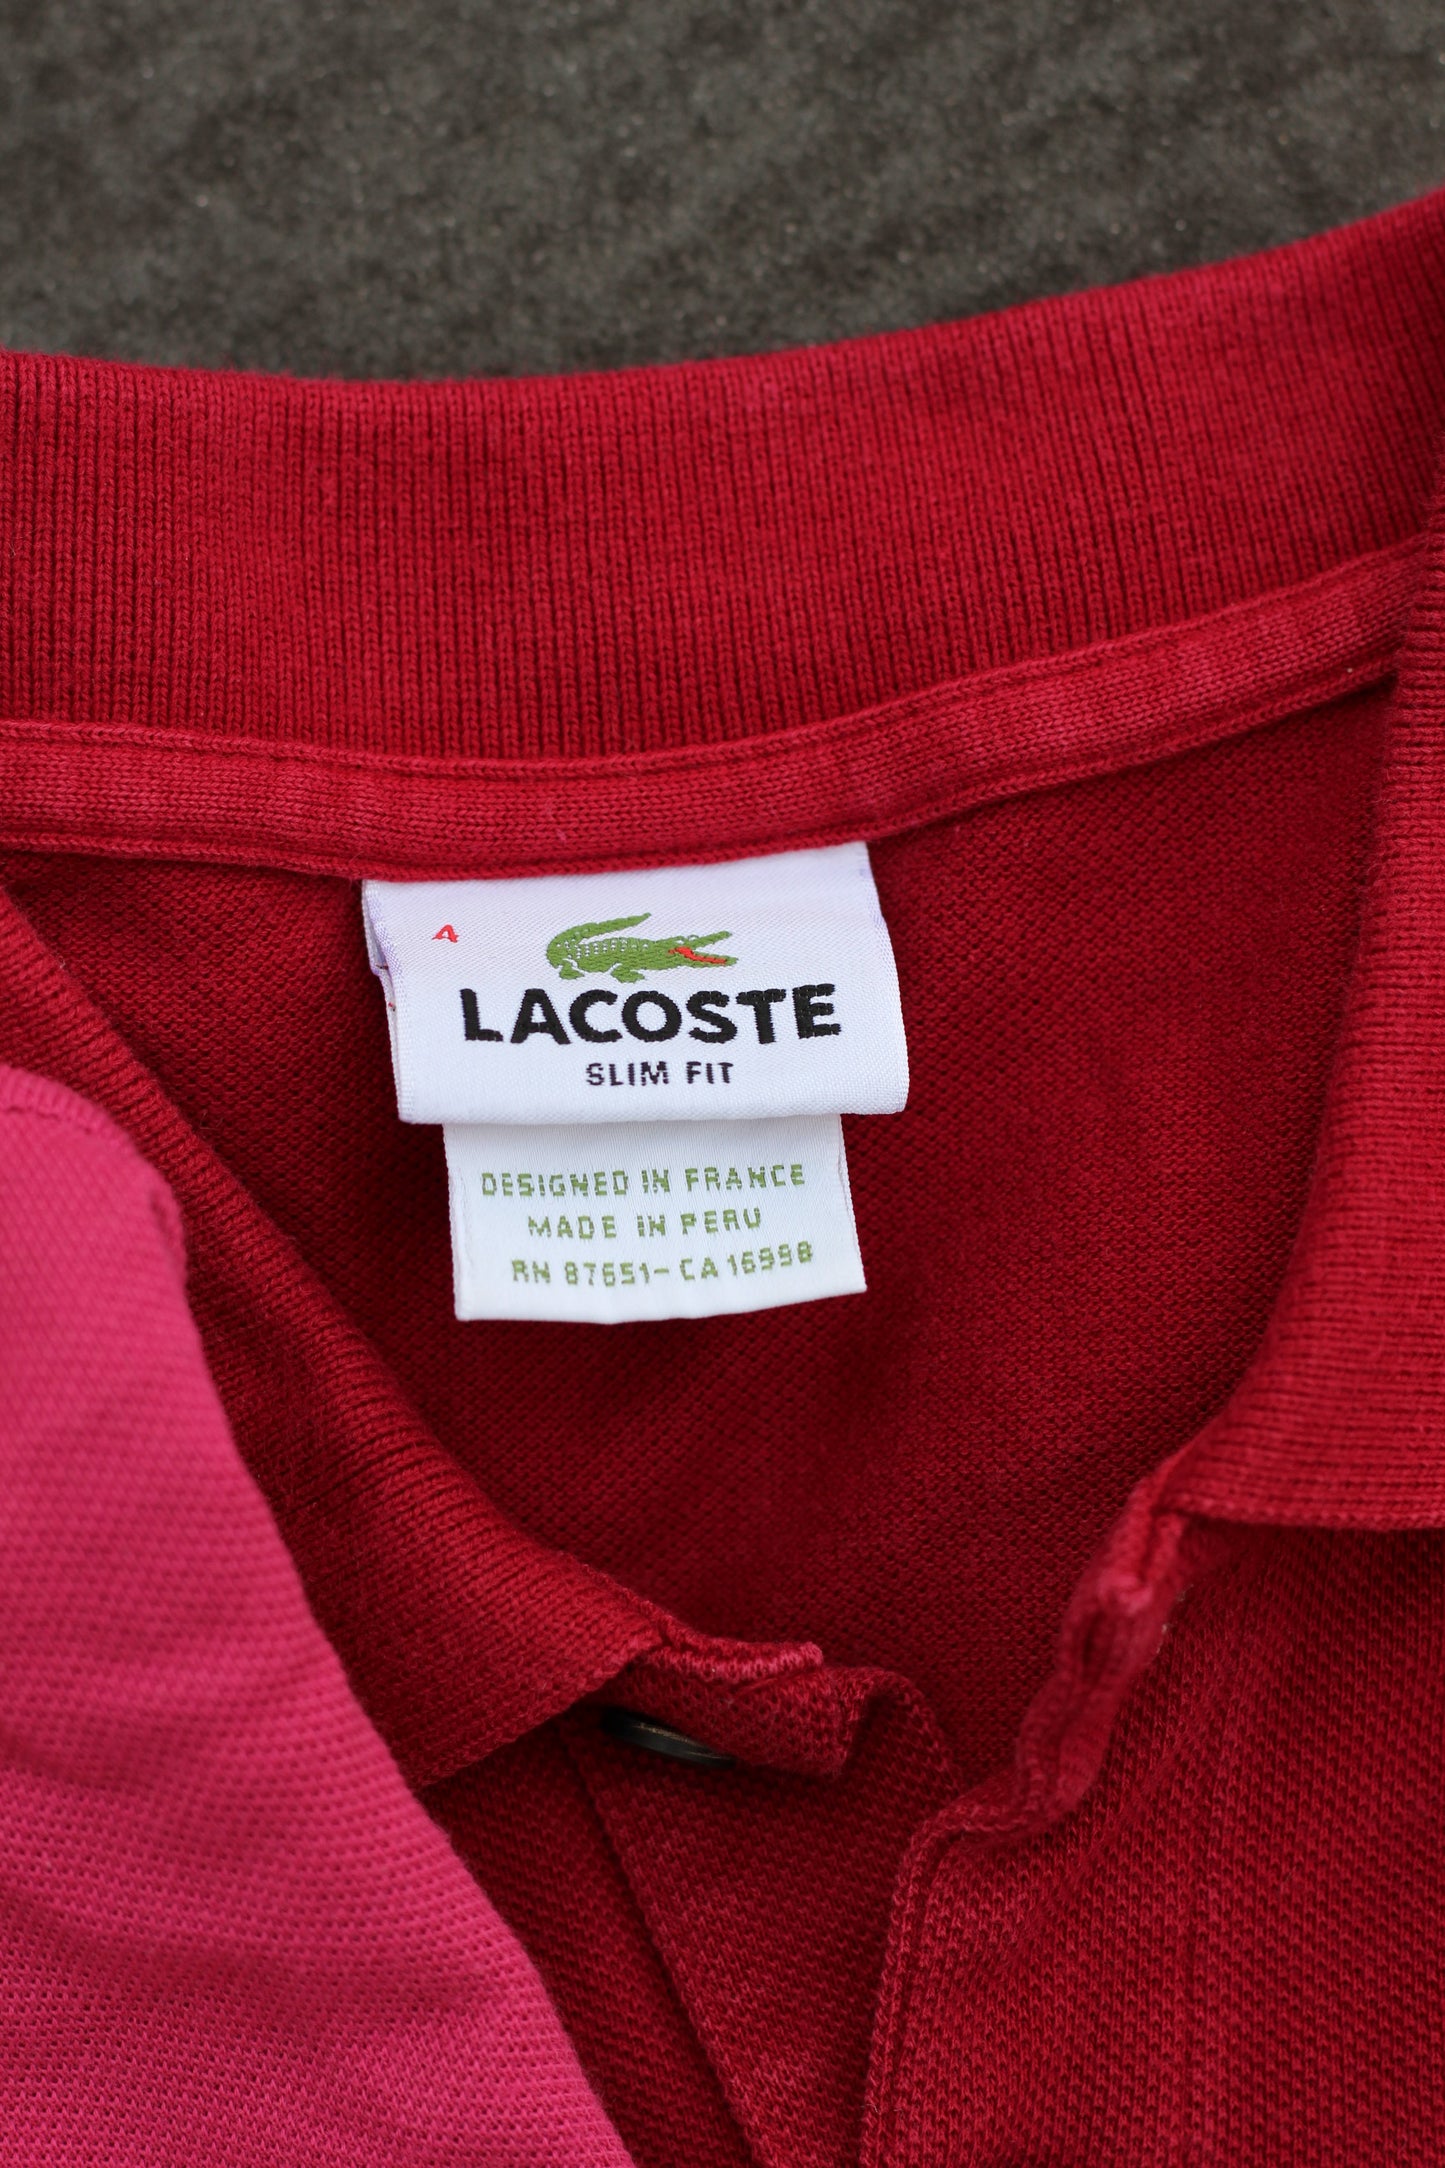 4
LACOSTE
SLIM FIT
DESIGNED IN FRANCE
MADE IN PERU
RN 87651-CA 16998